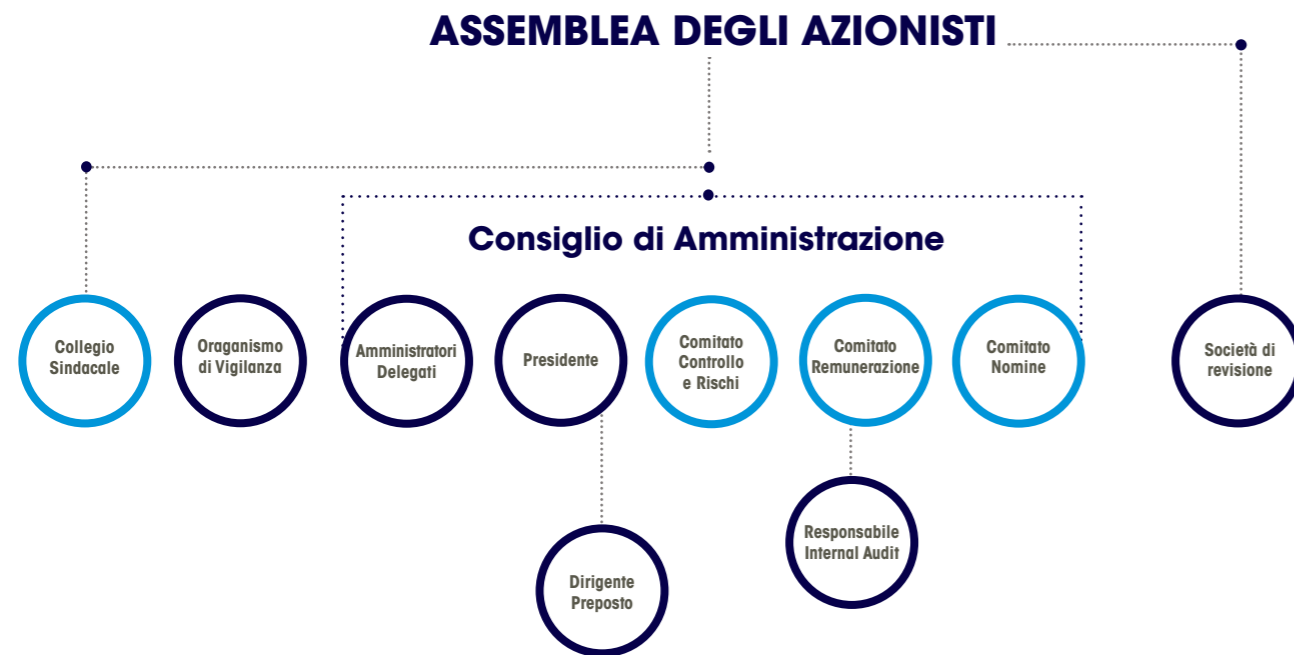 ASSEMBLEA DEGLI AZIONISTI
Consiglio di Amministrazione
Collegio
Sindacale
Oraganismo
di Vigilanza
Amministratori
Delegati
Presidente
Comitato
Controllo
e Rischi
Comitato
Remunerazione
Comitato
Nomine
Società di
revisione
Dirigente
Preposto
Responsabile
Internal Audit